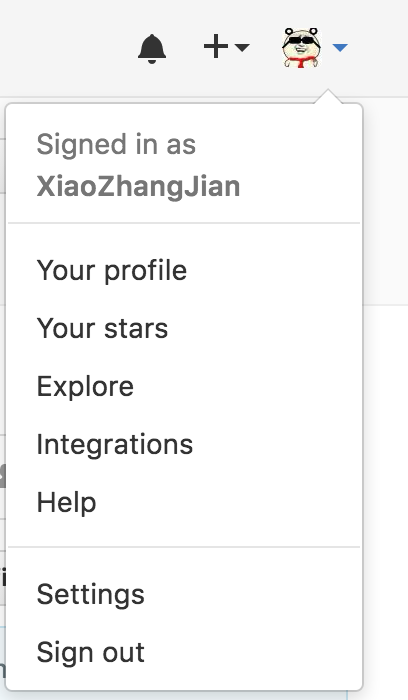 Signed in as
XiaoZhangJian
Your profile
Your stars
Explore
Integrations
Help
Settings
Sign out